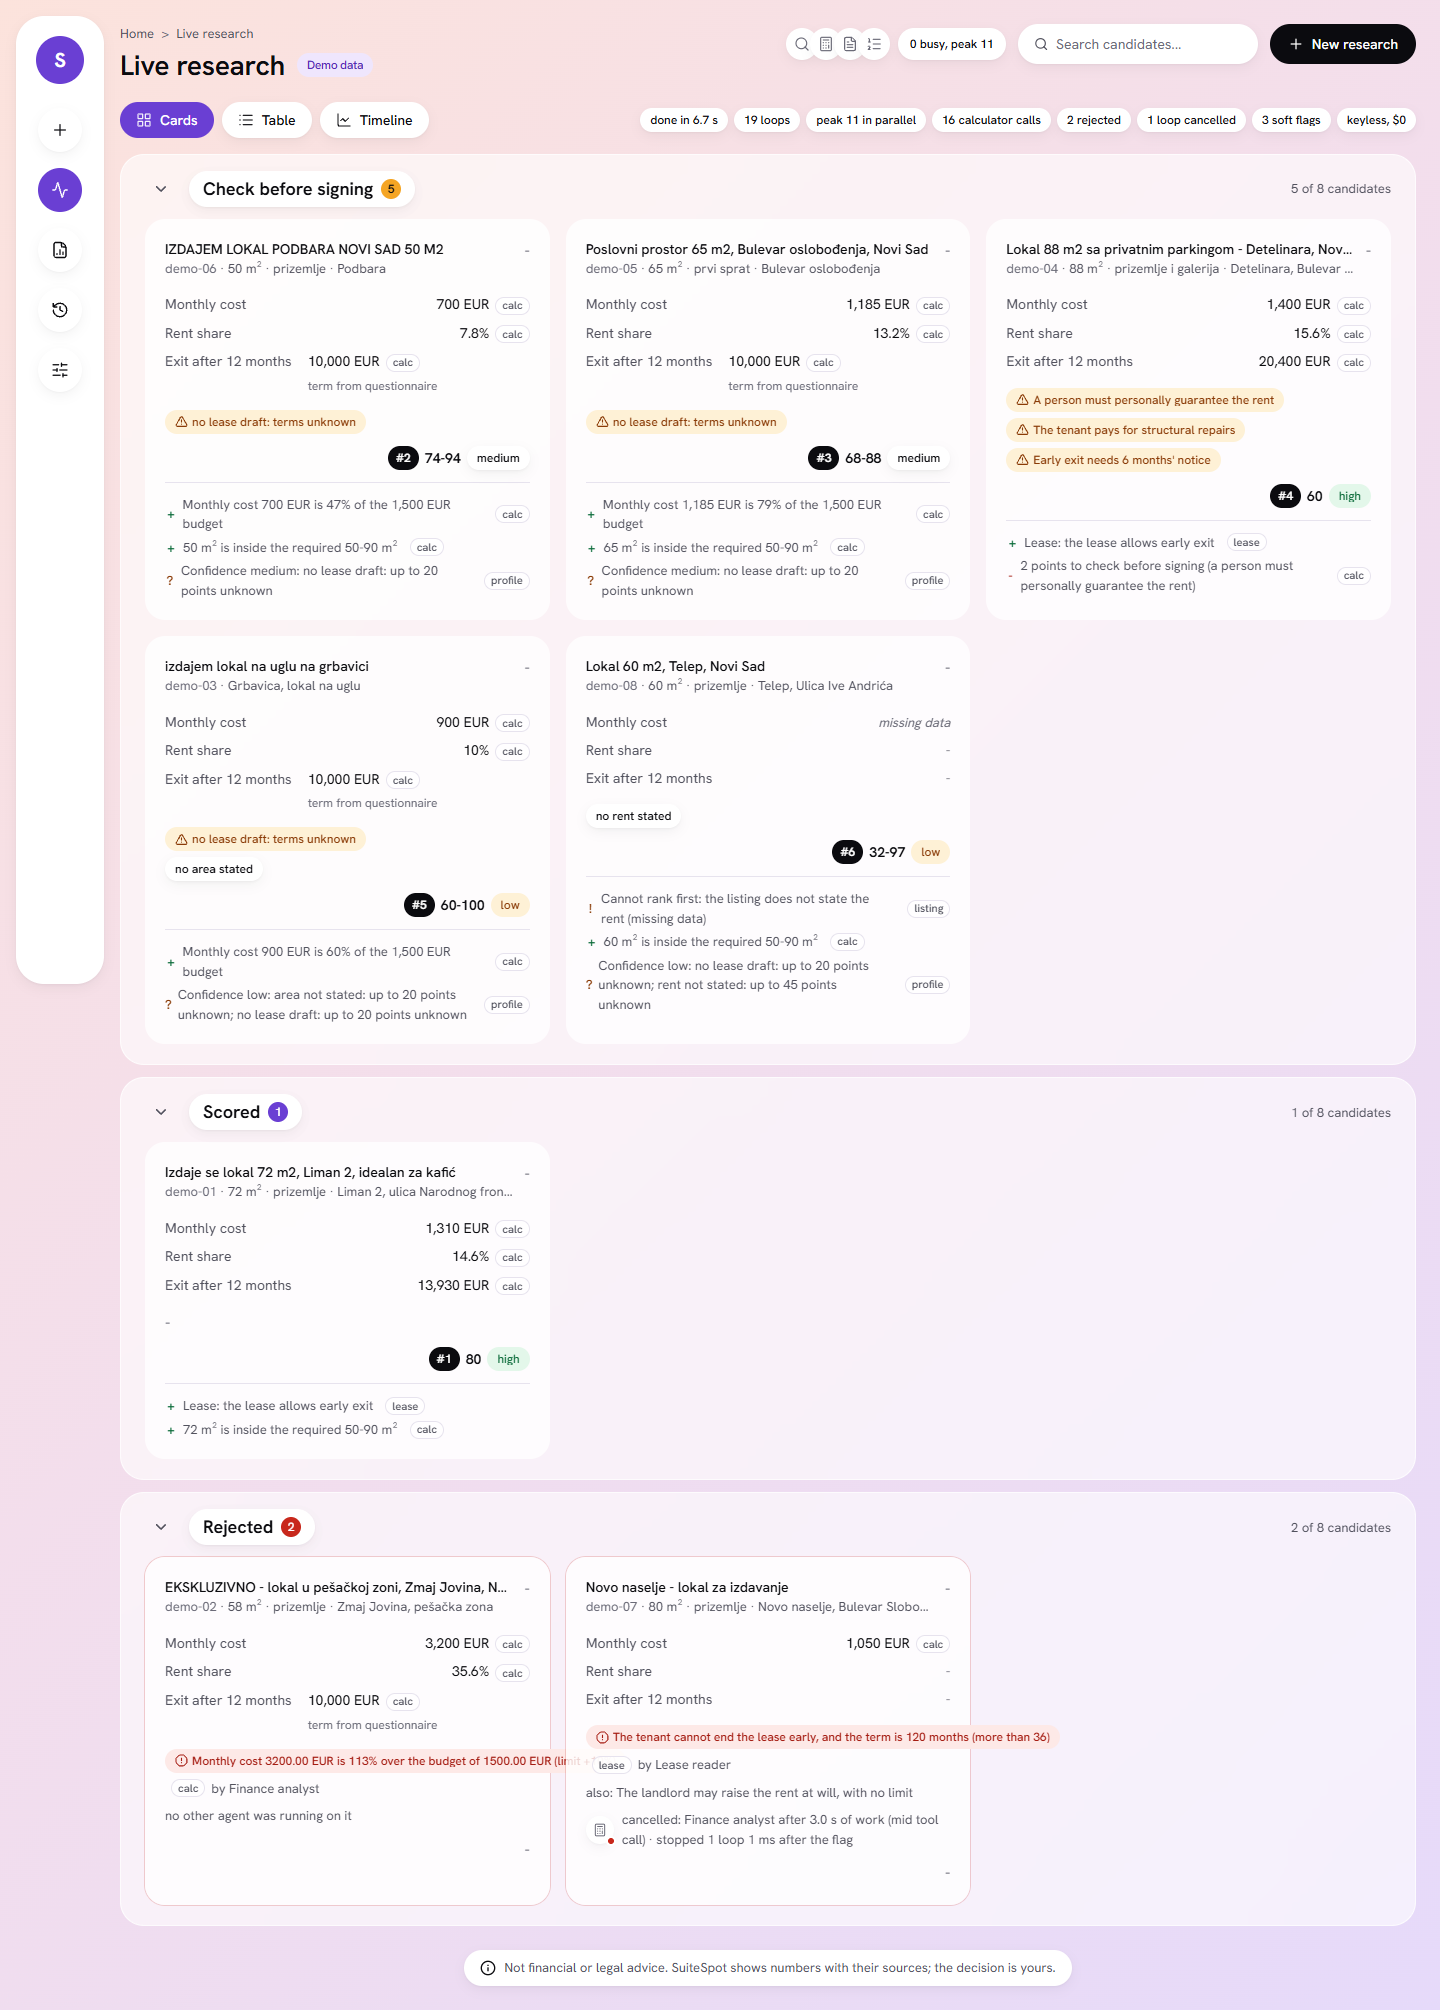 S
Home > Live research
Live research
Demo data
0 busy, peak 11
Search candidates...
New research
Cards
Table
Timeline
done in 6.7 s
19 loops
peak 11 in parallel
16 calculator calls
2 rejected
1 loop cancelled
3 soft flags
keyless, $0
Check before signing 5
5 of 8 candidates
IZDAJEM LOKAL PODBARA NOVI SAD 50 M2 -
demo-06 · 50 m² · prizemlje · Podbara
Monthly cost 700 EUR calc
Rent share 7.8% calc
Exit after 12 months 10,000 EUR calc
term from questionnaire
no lease draft: terms unknown
#2 74-94 medium
+ Monthly cost 700 EUR is 47% of the 1,500 EUR
budget calc
+ 50 m² is inside the required 50-90 m² calc
? Confidence medium: no lease draft: up to 20
points unknown profile
Poslovni prostor 65 m2, Bulevar oslobođenja, Novi Sad -
demo-05 · 65 m² · prvi sprat · Bulevar oslobođenja
Monthly cost 1,185 EUR calc
Rent share 13.2% calc
Exit after 12 months 10,000 EUR calc
term from questionnaire
no lease draft: terms unknown
#3 68-88 medium
+ Monthly cost 1,185 EUR is 79% of the 1,500 EUR
budget calc
+ 65 m² is inside the required 50-90 m² calc
? Confidence medium: no lease draft: up to 20
points unknown profile
Lokal 88 m2 sa privatnim parkingom - Detelinara, Nov... -
demo-04 · 88 m² · prizemlje i galerija · Detelinara, Bulevar ...
Monthly cost 1,400 EUR calc
Rent share 15.6% calc
Exit after 12 months 20,400 EUR calc
A person must personally guarantee the rent
The tenant pays for structural repairs
Early exit needs 6 months' notice
#4 60 high
+ Lease: the lease allows early exit lease
- 2 points to check before signing (a person must
personally guarantee the rent) calc
izdajem lokal na uglu na grbavici -
demo-03 · Grbavica, lokal na uglu
Monthly cost 900 EUR calc
Rent share 10% calc
Exit after 12 months 10,000 EUR calc
term from questionnaire
no lease draft: terms unknown
no area stated
#5 60-100 low
+ Monthly cost 900 EUR is 60% of the 1,500 EUR
budget calc
? Confidence low: area not stated: up to 20 points
unknown; no lease draft: up to 20 points unknown profile
Lokal 60 m2, Telep, Novi Sad -
demo-08 · 60 m² · prizemlje · Telep, Ulica Ive Andrića
Monthly cost missing data
Rent share -
Exit after 12 months -
no rent stated
#6 32-97 low
! Cannot rank first: the listing does not state the
rent (missing data) listing
+ 60 m² is inside the required 50-90 m² calc
? Confidence low: no lease draft: up to 20 points
unknown; rent not stated: up to 45 points
unknown profile
Scored 1
1 of 8 candidates
Izdaje se lokal 72 m2, Liman 2, idealan za kafić -
demo-01 · 72 m² · prizemlje · Liman 2, ulica Narodnog fron...
Monthly cost 1,310 EUR calc
Rent share 14.6% calc
Exit after 12 months 13,930 EUR calc
-
#1 80 high
+ Lease: the lease allows early exit lease
+ 72 m² is inside the required 50-90 m² calc
Rejected 2
2 of 8 candidates
EKSKLUZIVNO - lokal u pešačkoj zoni, Zmaj Jovina, N... -
demo-02 · 58 m² · prizemlje · Zmaj Jovina, pešačka zona
Monthly cost 3,200 EUR calc
Rent share 35.6% calc
Exit after 12 months 10,000 EUR calc
term from questionnaire
Monthly cost 3200.00 EUR is 113% over the budget of 1500.00 EUR (limit
calc by Finance analyst
no other agent was running on it
-
Novo naselje - lokal za izdavanje -
demo-07 · 80 m² · prizemlje · Novo naselje, Bulevar Slobo...
Monthly cost 1,050 EUR calc
Rent share -
Exit after 12 months -
The tenant cannot end the lease early, and the term is 120 months (more than 36)
lease by Lease reader
also: The landlord may raise the rent at will, with no limit
cancelled: Finance analyst after 3.0 s of work (mid tool
call) · stopped 1 loop 1 ms after the flag
-
Not financial or legal advice. SuiteSpot shows numbers with their sources; the decision is yours.